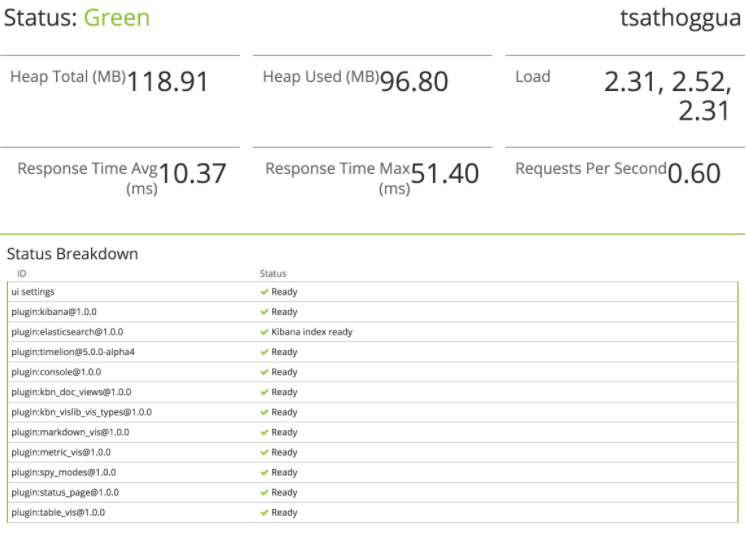 Status: Green tsathoggua
Heap Total (MB) 118.91 Heap Used (MB) 96.80 Load 2.31, 2.52,
2.31
Response Time Avg 10.37 Response Time Max 51.40 Requests Per Second 0.60
(ms) (ms)
Status Breakdown
ID Status
ui settings Ready
plugin:kibana@1.0.0 Ready
plugin:elasticsearch@1.0.0 Kibana index ready
plugin:timelion@5.0.0-alpha4 Ready
plugin:console@1.0.0 Ready
plugin:kbn_doc_views@1.0.0 Ready
plugin:kbn_vislib_vis_types@1.0.0 Ready
plugin:markdown_vis@1.0.0 Ready
plugin:metric_vis@1.0.0 Ready
plugin:spy_modes@1.0.0 Ready
plugin:status_page@1.0.0 Ready
plugin:table_vis@1.0.0 Ready